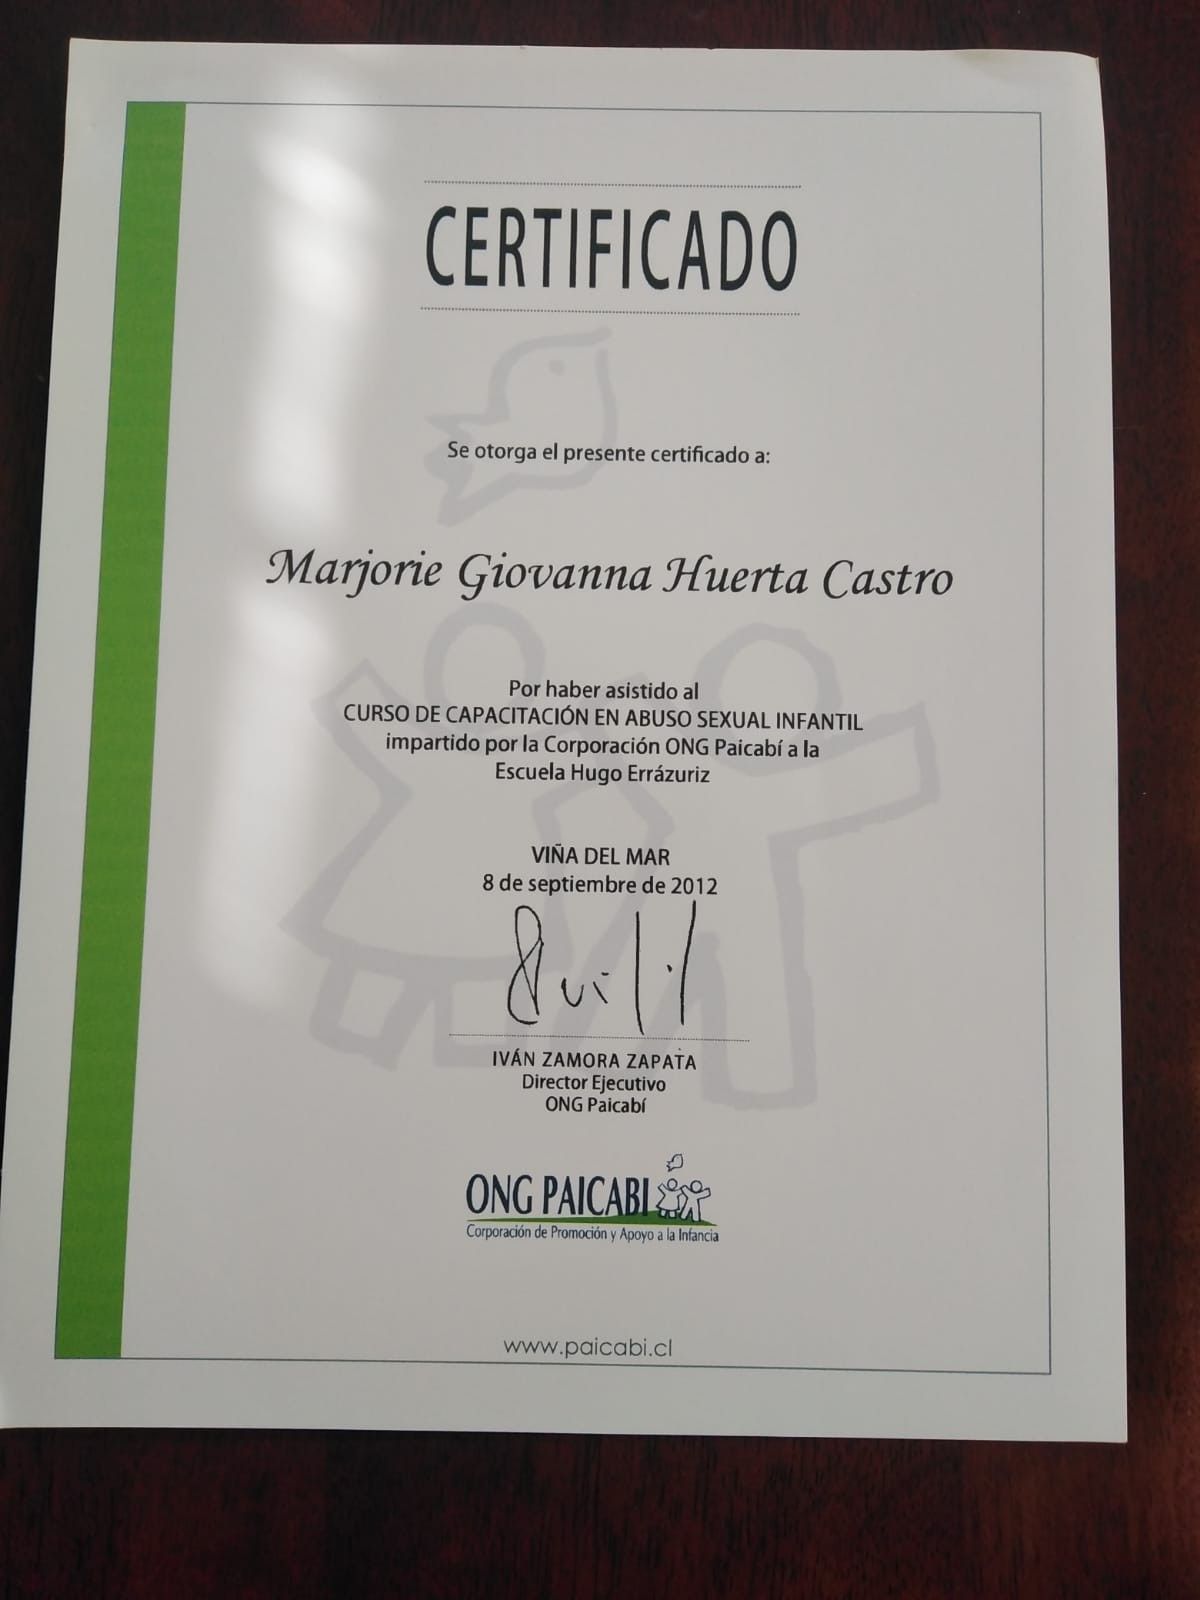 CERTIFICADO
Se otorga el presente certificado a:
Marjorie Giovanna Huerta Castro
Por haber asistido al
CURSO DE CAPACITACIÓN EN ABUSO SEXUAL INFANTIL
impartido por la Corporación ONG Paicabí a la
Escuela Hugo Errázuriz
VIÑA DEL MAR
8 de septiembre de 2012
IVÁN ZAMORA ZAPATA
Director Ejecutivo
ONG Paicabí
ONG PAICABI
Corporación de Promoción y Apoyo a la Infancia
www.paicabi.cl